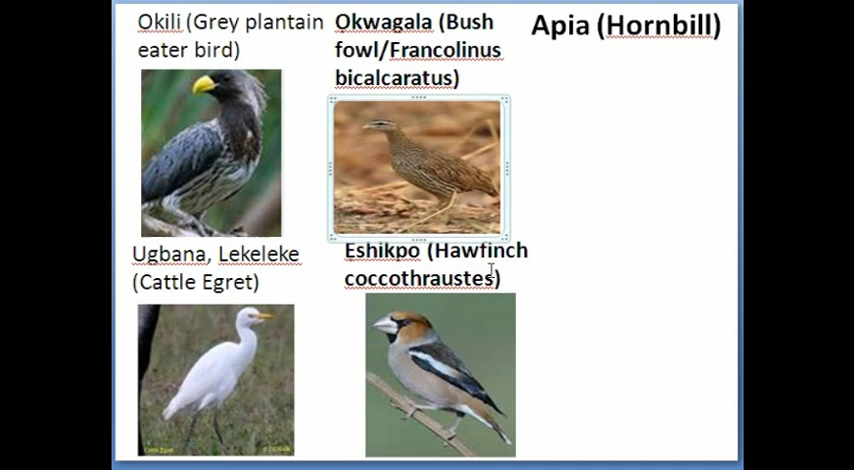 Okili (Grey plantain
eater bird)
Okwagala (Bush
fowl/Francolinus
bicalcaratus)
Apia (Hornbill)
Ugbana, Lekeleke
(Cattle Egret)
Eshikpo (Hawfinch
coccothraustes)